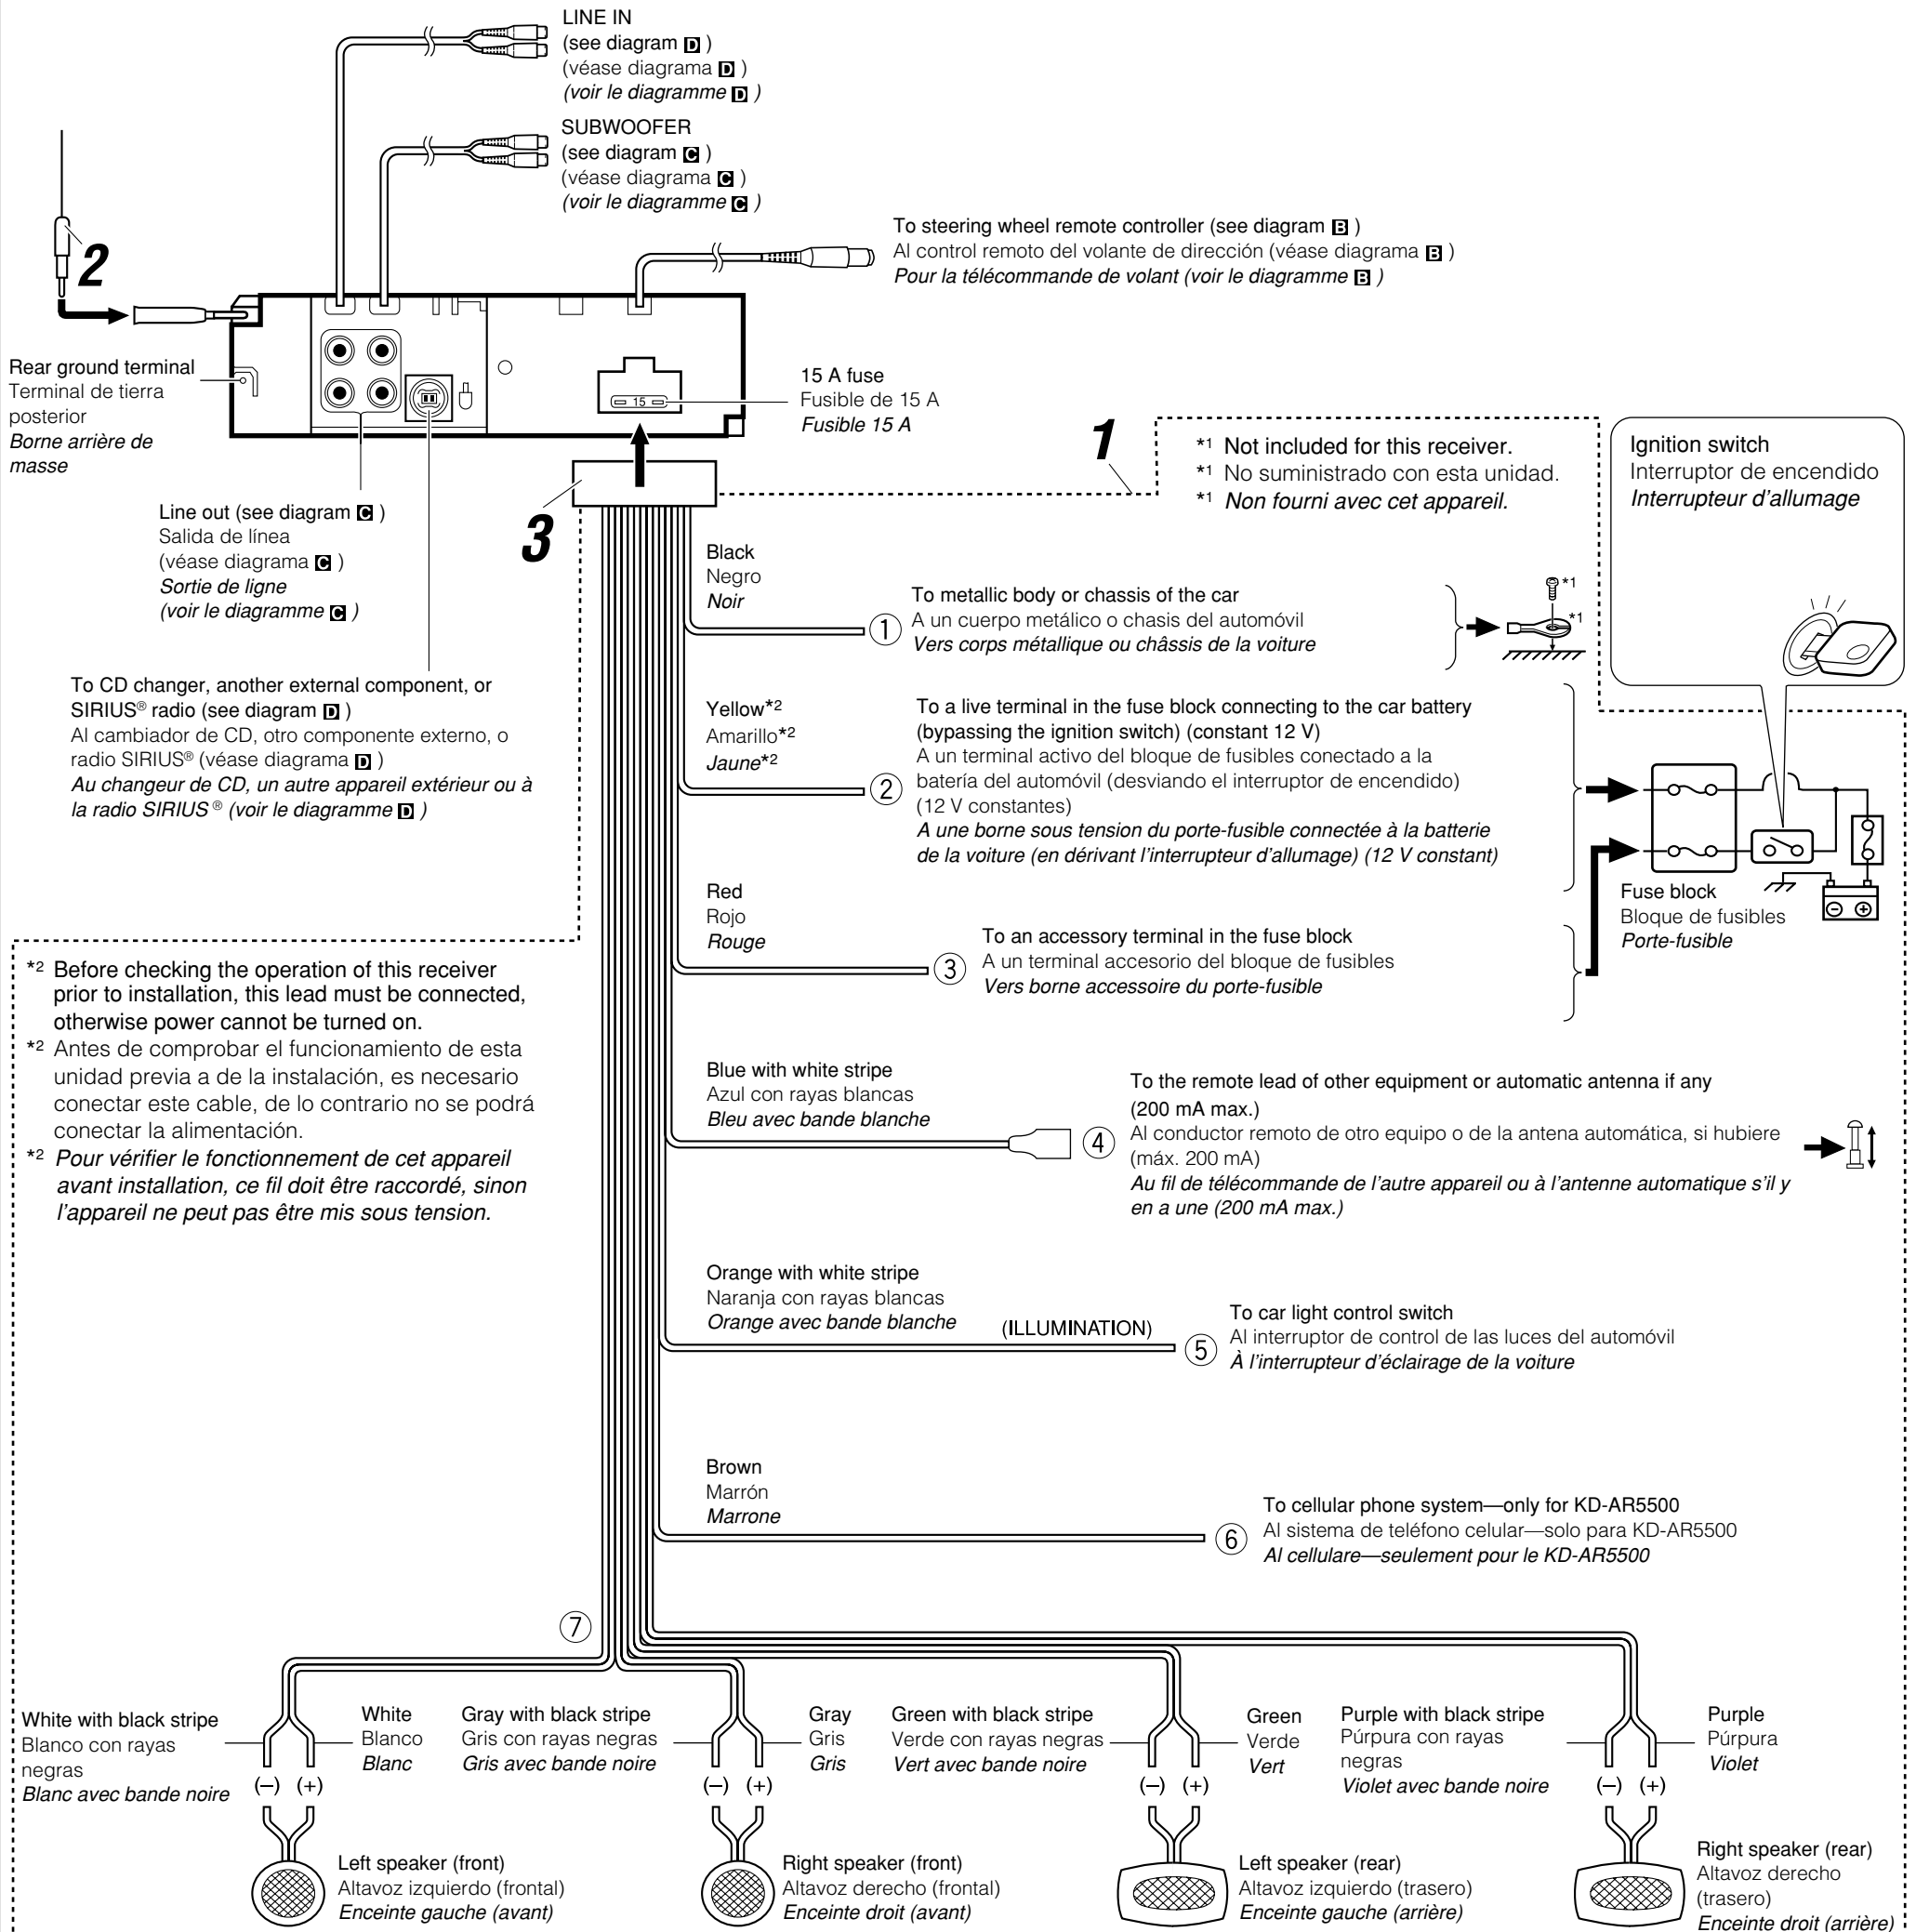 LINE IN
(see diagram D )
(véase diagrama D )
(voir le diagramme D )
SUBWOOFER
(see diagram C )
(véase diagrama C )
(voir le diagramme C )
To steering wheel remote controller (see diagram B )
Al control remoto del volante de dirección (véase diagrama B )
Pour la télécommande de volant (voir le diagramme B )
2
Rear ground terminal
Terminal de tierra
posterior
Borne arrière de
masse
15
15 A fuse
Fusible de 15 A
Fusible 15 A
1
*1 Not included for this receiver.
*1 No suministrado con esta unidad.
*1 Non fourni avec cet appareil.
Ignition switch
Interruptor de encendido
Interrupteur d'allumage
Line out (see diagram C )
Salida de línea
(véase diagrama C )
Sortie de ligne
(voir le diagramme C )
3
To CD changer, another external component, or
SIRIUS® radio (see diagram D )
Al cambiador de CD, otro componente externo, o
radio SIRIUS® (véase diagrama D )
Au changeur de CD, un autre appareil extérieur ou à
la radio SIRIUS ® (voir le diagramme D )
Black
Negro
Noir
1
To metallic body or chassis of the car
A un cuerpo metálico o chasis del automóvil
Vers corps métallique ou châssis de la voiture
*1
*1
Yellow*2
Amarillo*2
Jaune*2
2
To a live terminal in the fuse block connecting to the car battery
(bypassing the ignition switch) (constant 12 V)
A un terminal activo del bloque de fusibles conectado a la
batería del automóvil (desviando el interruptor de encendido)
(12 V constantes)
A une borne sous tension du porte-fusible connectée à la batterie
de la voiture (en dérivant l'interrupteur d'allumage) (12 V constant)
Red
Rojo
Rouge
3
To an accessory terminal in the fuse block
A un terminal accesorio del bloque de fusibles
Vers borne accessoire du porte-fusible
Fuse block
Bloque de fusibles
Porte-fusible
*2 Before checking the operation of this receiver
prior to installation, this lead must be connected,
otherwise power cannot be turned on.
*2 Antes de comprobar el funcionamiento de esta
unidad previa a de la instalación, es necesario
conectar este cable, de lo contrario no se podrá
conectar la alimentación.
*2 Pour vérifier le fonctionnement de cet appareil
avant installation, ce fil doit être raccordé, sinon
l'appareil ne peut pas être mis sous tension.
Blue with white stripe
Azul con rayas blancas
Bleu avec bande blanche
4
To the remote lead of other equipment or automatic antenna if any
(200 mA max.)
Al conductor remoto de otro equipo o de la antena automática, si hubiere
(máx. 200 mA)
Au fil de télécommande de l'autre appareil ou à l'antenne automatique s'il y
en a une (200 mA max.)
Orange with white stripe
Naranja con rayas blancas
Orange avec bande blanche
(ILLUMINATION)
5
To car light control switch
Al interruptor de control de las luces del automóvil
À l'interrupteur d'éclairage de la voiture
Brown
Marrón
Marrone
6
To cellular phone system—only for KD-AR5500
Al sistema de teléfono celular—solo para KD-AR5500
Al cellulare—seulement pour le KD-AR5500
7
White with black stripe
Blanco con rayas
negras
Blanc avec bande noire
White
Blanco
Blanc
Gray with black stripe
Gris con rayas negras
Gris avec bande noire
Gray
Gris
Gris
Green with black stripe
Verde con rayas negras
Vert avec bande noire
Green
Verde
Vert
Purple with black stripe
Púrpura con rayas
negras
Violet avec bande noire
Purple
Púrpura
Violet
(–) (+)
(–) (+)
(–) (+)
(–) (+)
Left speaker (front)
Altavoz izquierdo (frontal)
Enceinte gauche (avant)
Right speaker (front)
Altavoz derecho (frontal)
Enceinte droit (avant)
Left speaker (rear)
Altavoz izquierdo (trasero)
Enceinte gauche (arrière)
Right speaker (rear)
Altavoz derecho
(trasero)
Enceinte droit (arrière)